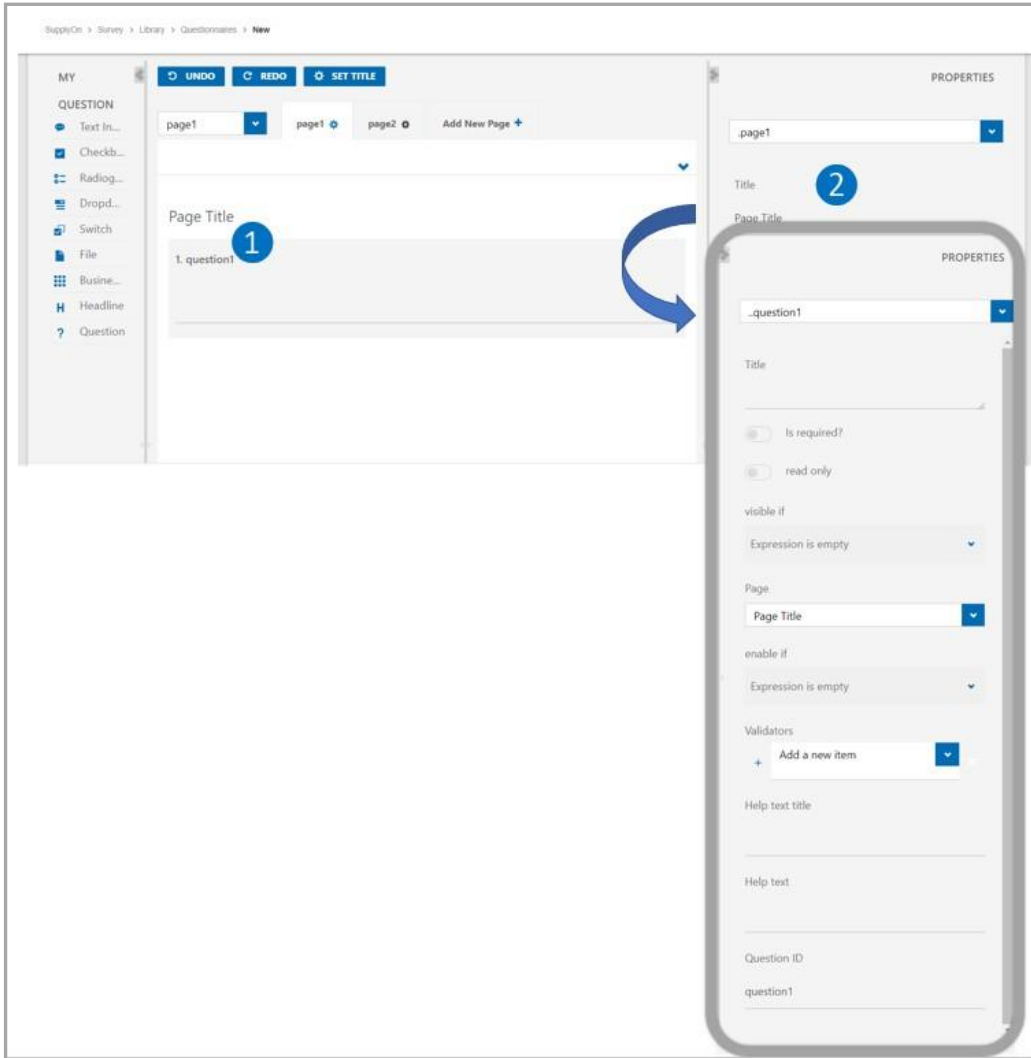 SupplyOn > Survey > Library > Questionnaires > New
MY
QUESTION
Text In...
Checkb...
Radiog...
Dropd...
Switch
File
Busine...
Headline
Question
UNDO
REDO
SET TITLE
page1
page1
page2
Add New Page +
Page Title
1
1. question1
PROPERTIES
.page1
Title
2
Page Title
PROPERTIES
..question1
Title
Is required?
read only
visible if
Expression is empty
Page
Page Title
enable if
Expression is empty
Validators
+ Add a new item
Help text title
Help text
Question ID
question1